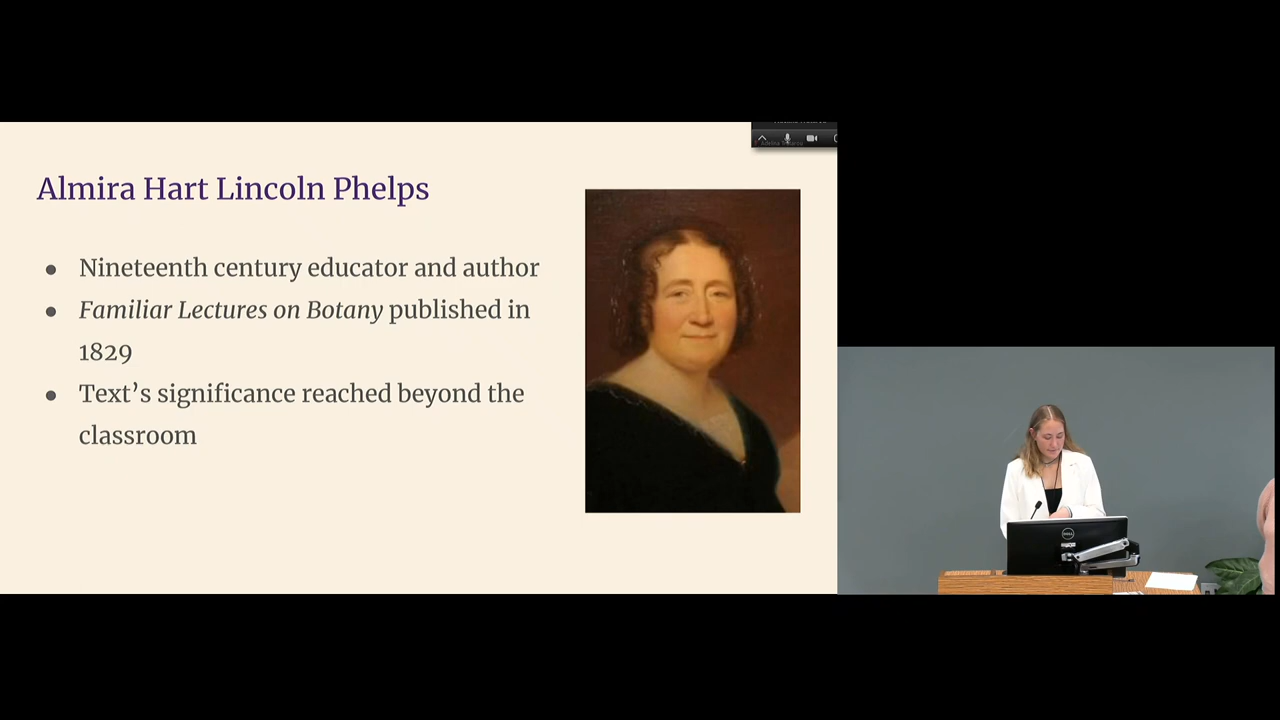 Almira Hart Lincoln Phelps
● Nineteenth century educator and author
● Familiar Lectures on Botany published in
1829
● Text’s significance reached beyond the
classroom
DELL